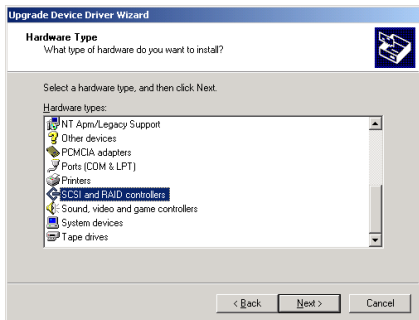 Upgrade Device Driver Wizard
Hardware Type
What type of hardware do you want to install?
Select a hardware type, and then click Next.
Hardware types:
NT Apm/Legacy Support
Other devices
PCMCIA adapters
Ports (COM & LPT)
Printers
SCSI and RAID controllers
Sound, video and game controllers
System devices
Tape drives
< Back
Next >
Cancel